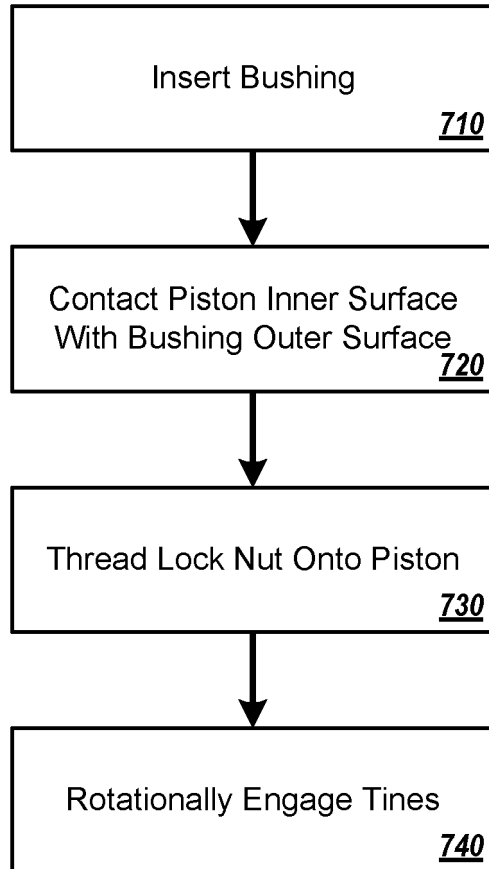 Insert Bushing
710
Contact Piston Inner Surface
With Bushing Outer Surface
720
Thread Lock Nut Onto Piston
730
Rotationally Engage Tines
740